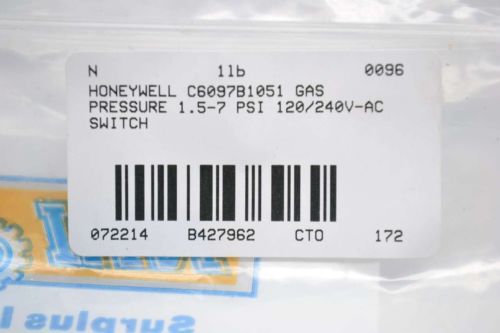 N 1lb 0096
HONEYWELL C6097B1051 GAS
PRESSURE 1.5-7 PSI 120/240V-AC
SWITCH
072214 B427962 CTO 172
Surplus